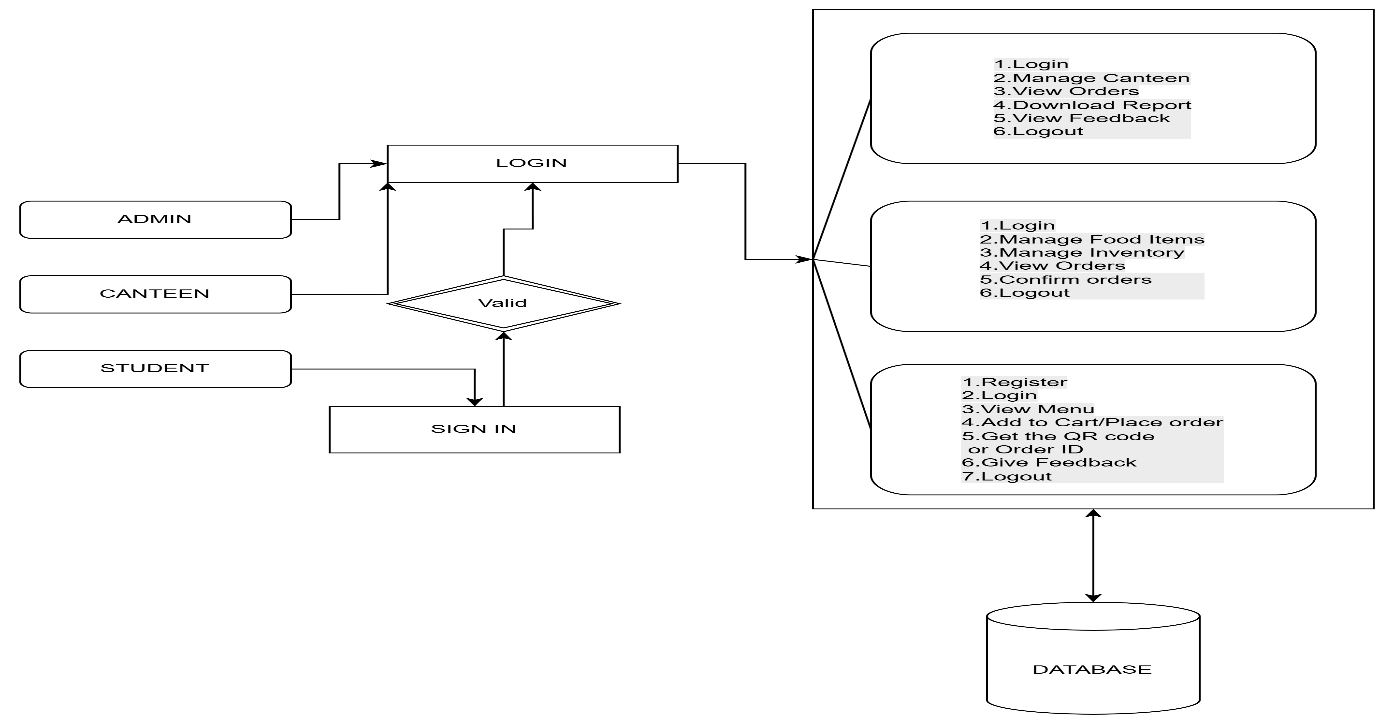 ADMIN
CANTEEN
STUDENT
LOGIN
Valid
SIGN IN
1.Login
2.Manage Canteen
3.View Orders
4.Download Report
5.View Feedback
6.Logout
1.Login
2.Manage Food Items
3.Manage Inventory
4.View Orders
5.Confirm orders
6.Logout
1.Register
2.Login
3.View Menu
4.Add to Cart/Place order
5.Get the QR code
or Order ID
6.Give Feedback
7.Logout
DATABASE